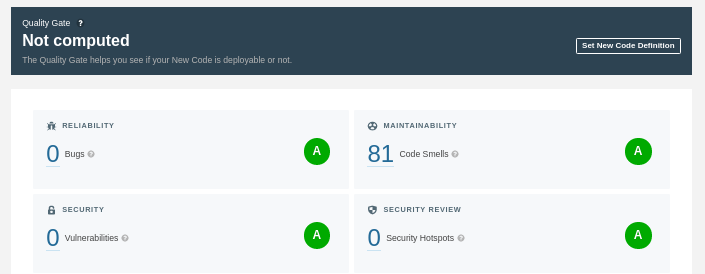 Quality Gate ?
Not computed
The Quality Gate helps you see if your New Code is deployable or not.
Set New Code Definition
RELIABILITY
0 Bugs ? A
MAINTAINABILITY
81 Code Smells ? A
SECURITY
0 Vulnerabilities ? A
SECURITY REVIEW
0 Security Hotspots ? A